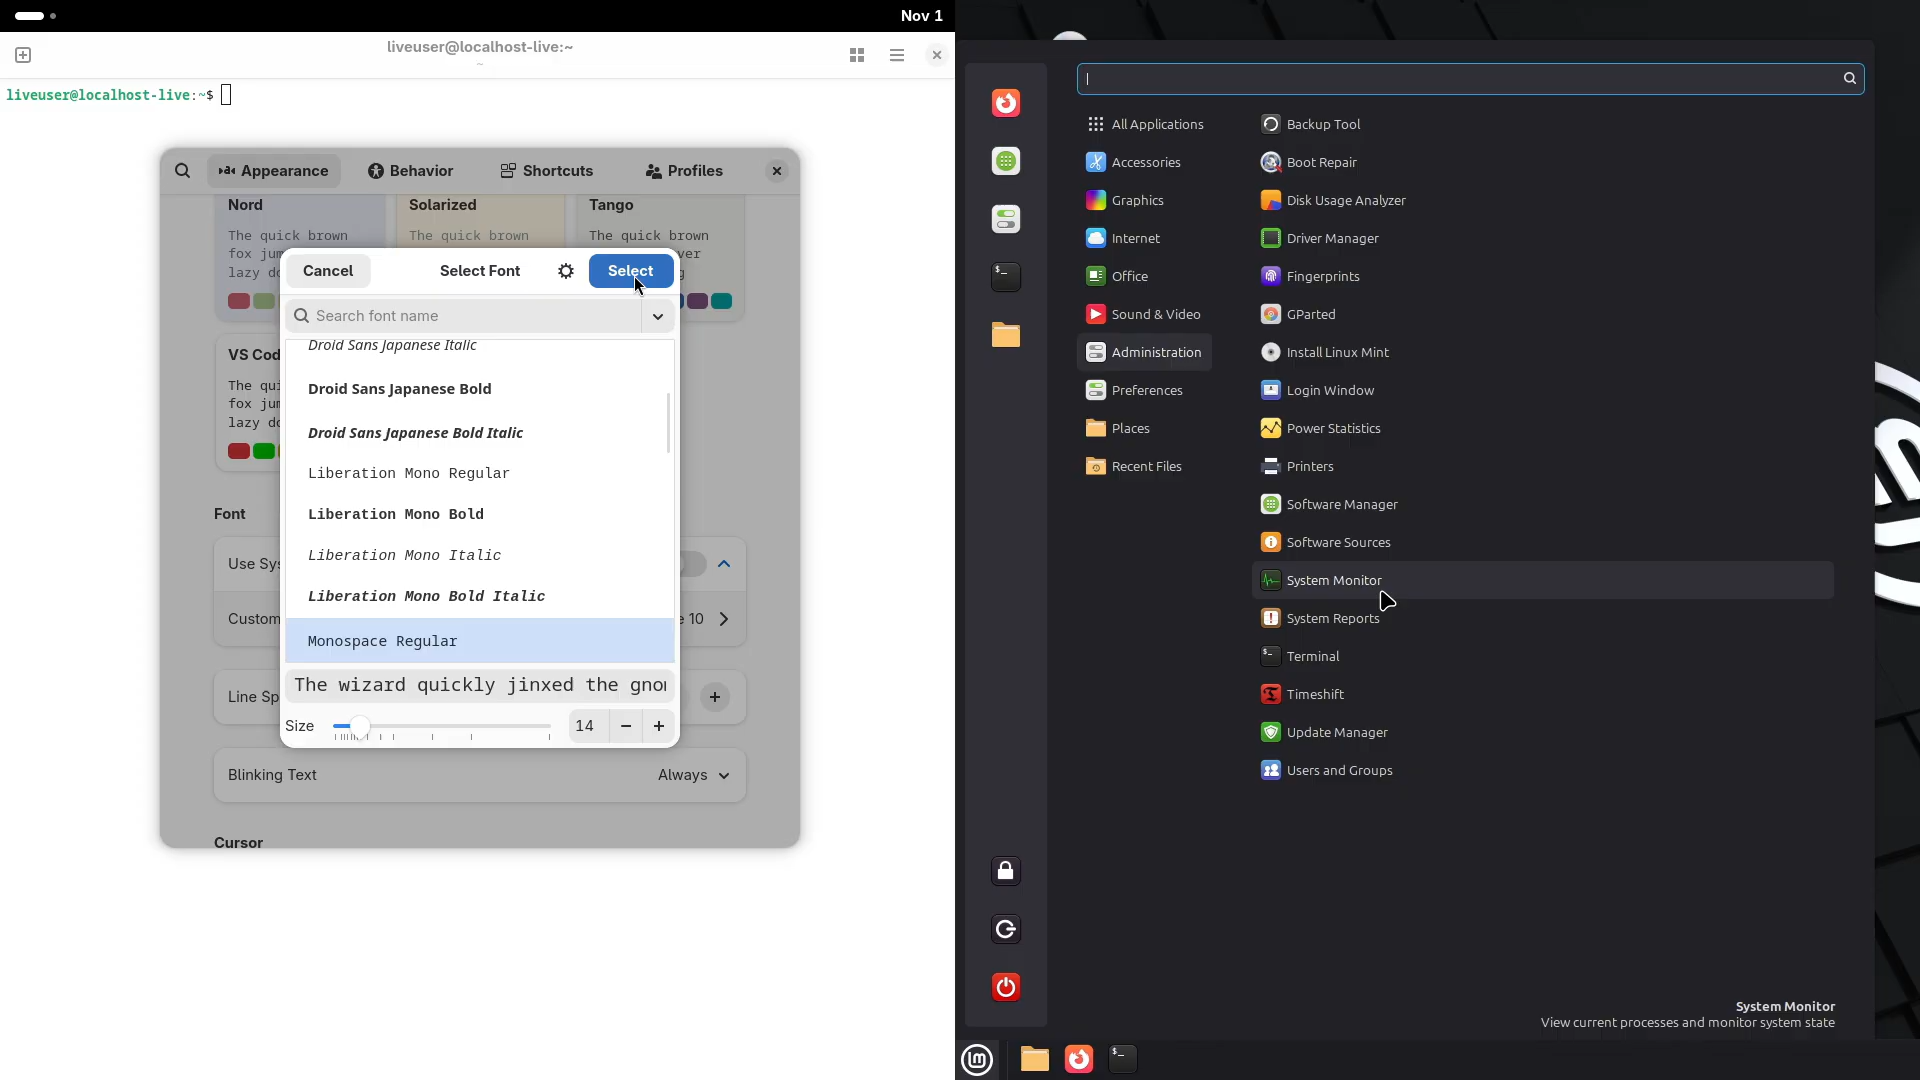 Nov 1
liveuser@localhost-live:~
~
liveuser@localhost-live:~$
Appearance
Behavior
Shortcuts
Profiles
Nord
Solarized
Tango
The quick brown
The quick brown
The quick brown
Cancel
Select Font
Select
Search font name
Droid Sans Japanese Italic
Droid Sans Japanese Bold
Droid Sans Japanese Bold Italic
Liberation Mono Regular
Liberation Mono Bold
Liberation Mono Italic
Liberation Mono Bold Italic
Monospace Regular
The wizard quickly jinxed the
Size
14
VS
The
lazy
Font
Use
10
Line
Blinking Text
Always
Cursor
All Applications
Accessories
Graphics
Internet
Office
Sound & Video
Administration
Preferences
Places
Recent Files
Backup Tool
Boot Repair
Disk Usage Analyzer
Driver Manager
Fingerprints
GParted
Install Linux Mint
Login Window
Power Statistics
Printers
Software Manager
Software Sources
System Monitor
System Reports
Terminal
Timeshift
Update Manager
Users and Groups
System Monitor
View current processes and monitor system state